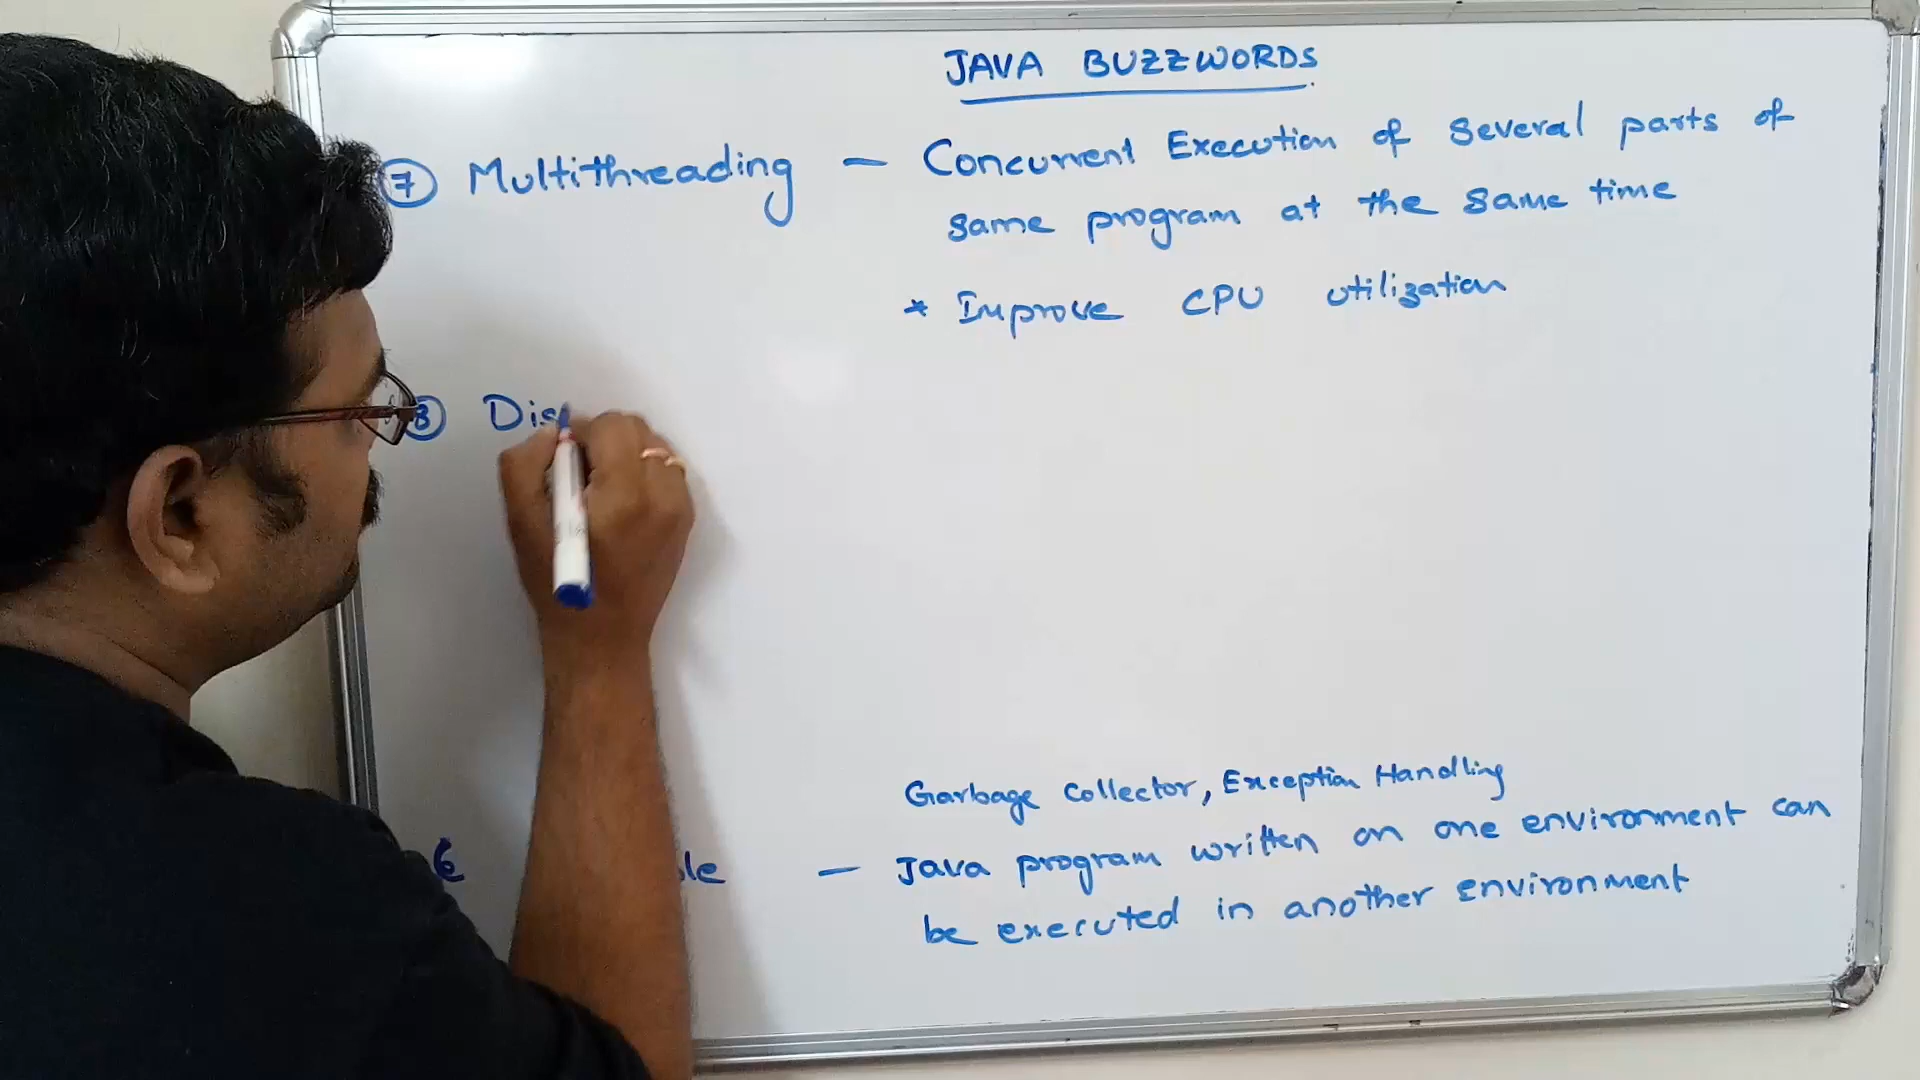 JAVA BUZZWORDS
7 Multithreading — Concurrent Execution of several parts of
same program at the same time
* Improve CPU utilization
8 Dis
Garbage Collector, Exception Handling
6 — Java program written on one environment can
be executed in another environment